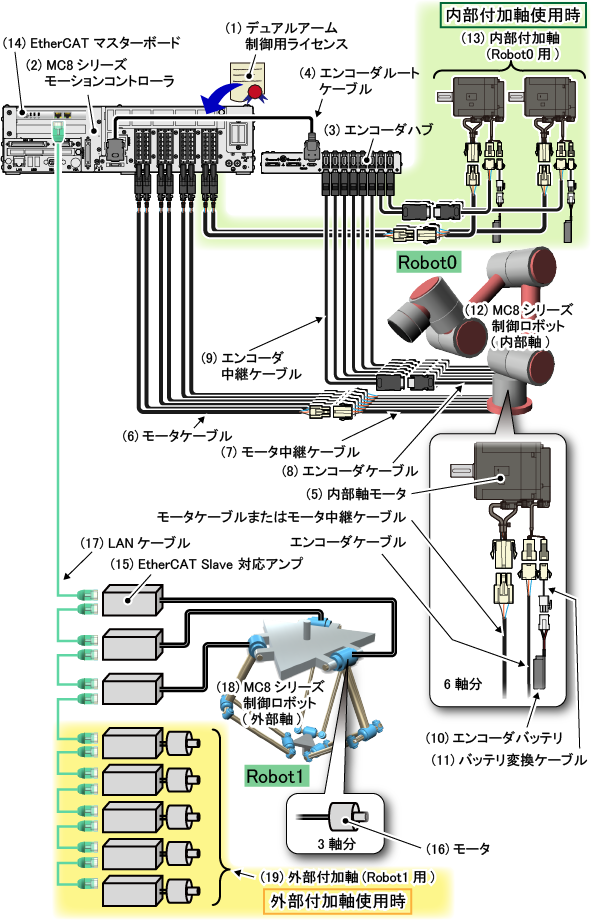 内部付加軸使用時
(13) 内部付加軸
(Robot0 用)
(14) EtherCAT マスターボード
(2) MC8 シリーズ
モーションコントローラ
(1) デュアルアーム
制御用ライセンス
(4) エンコーダルート
ケーブル
(3) エンコーダハブ
Robot0
(12) MC8 シリーズ
制御ロボット
(内部軸)
(9) エンコーダ
中継ケーブル
(6) モータケーブル
(7) モータ中継ケーブル
(8) エンコーダケーブル
(5) 内部軸モータ
モータケーブルまたはモータ中継ケーブル
エンコーダケーブル
(17) LAN ケーブル
(15) EtherCAT Slave 対応アンプ
6 軸分
(18) MC8 シリーズ
制御ロボット
(外部軸)
(10) エンコーダバッテリ
(11) バッテリ変換ケーブル
Robot1
3 軸分
(16) モータ
(19) 外部付加軸 (Robot1 用)
外部付加軸使用時